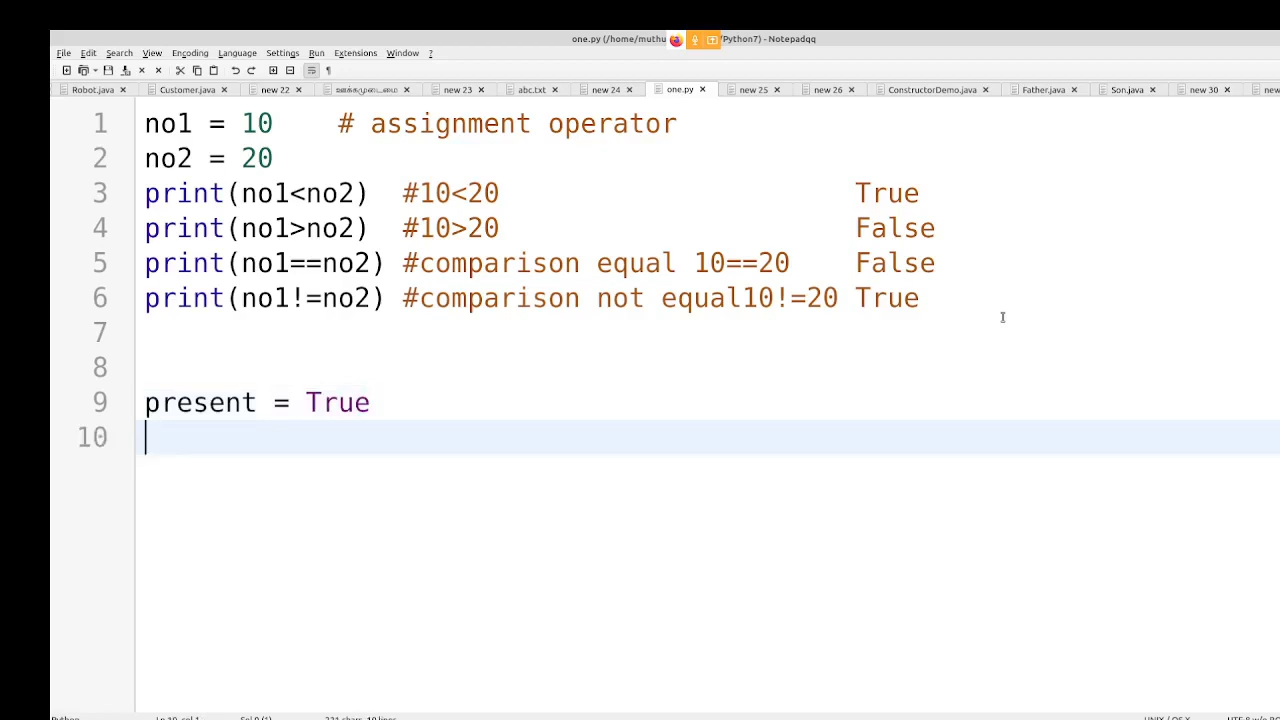 one.py (/home/muthu /Python7) - Notepadqq
File Edit Search View Encoding Language Settings Run Extensions Window ?
Robot.java Customer.java new 22 ஊக்கமுடைமை new 23 abc.txt new 24 one.py new 25 new 26 ConstructorDemo.java Father.java Son.java new 30 new
1 no1 = 10    # assignment operator
2 no2 = 20
3 print(no1<no2)  #10<20                      True
4 print(no1>no2)  #10>20                      False
5 print(no1==no2) #comparison equal 10==20    False
6 print(no1!=no2) #comparison not equal10!=20 True
7
8
9 present = True
10